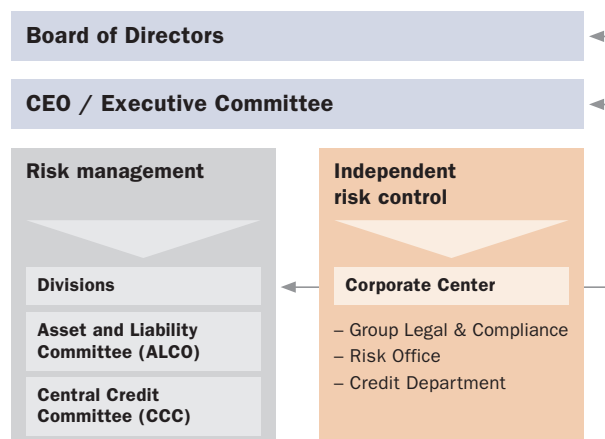 Board of Directors
CEO / Executive Committee
Risk management
Divisions
Asset and Liability
Committee (ALCO)
Central Credit
Committee (CCC)
Independent
risk control
Corporate Center
– Group Legal & Compliance
– Risk Office
– Credit Department